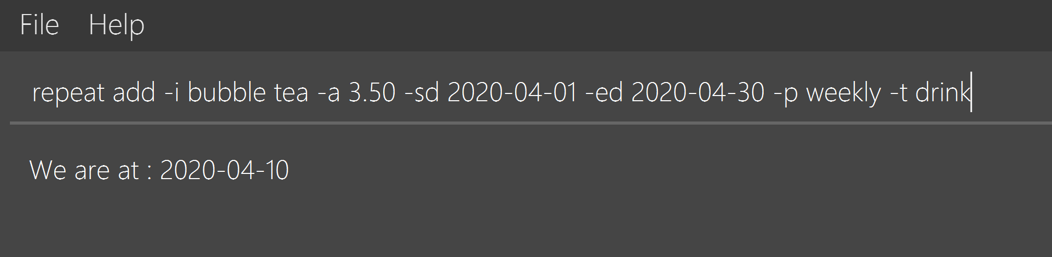 File Help
repeat add -i bubble tea -a 3.50 -sd 2020-04-01 -ed 2020-04-30 -p weekly -t drink
We are at : 2020-04-10